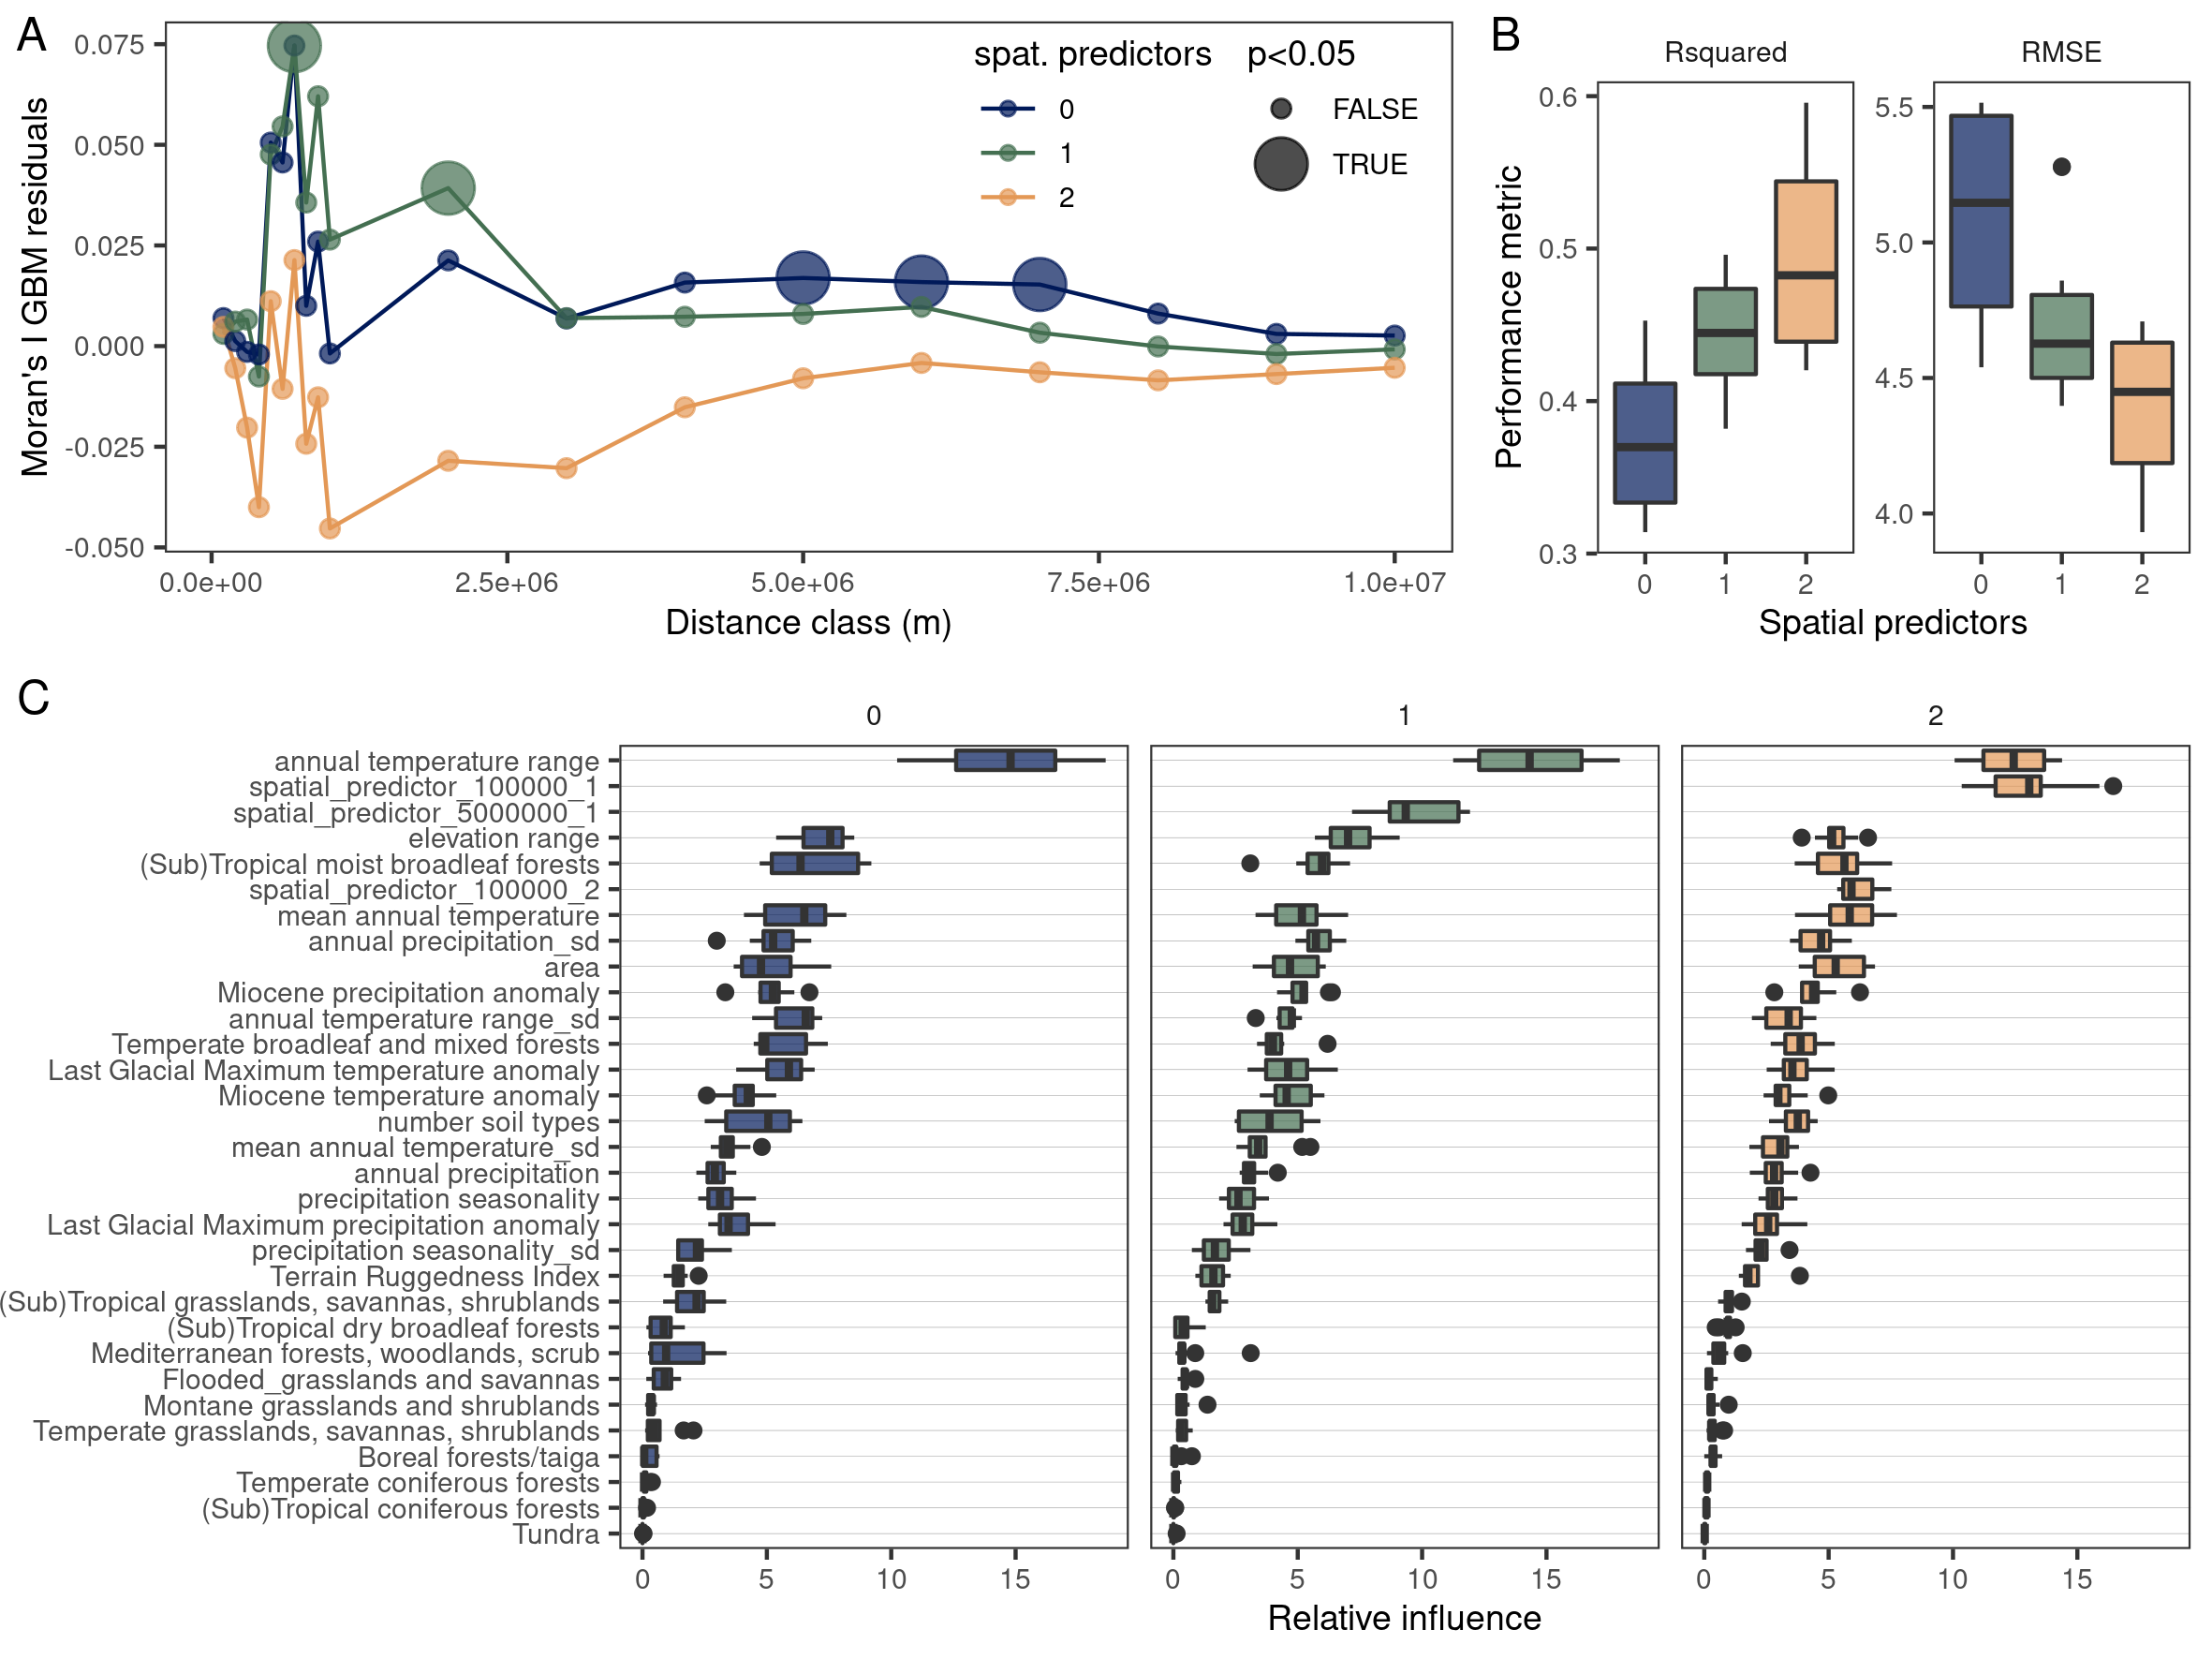 A
0.075
0.050
0.025
0.000
-0.025
-0.050
Moran's I GBM residuals
0.0e+00 2.5e+06 5.0e+06 7.5e+06 1.0e+07
Distance class (m)
spat. predictors
0
1
2
p<0.05
FALSE
TRUE
B
Rsquared RMSE
Performance metric
0.6
0.5
0.4
0.3
5.5
5.0
4.5
4.0
0 1 2 0 1 2
Spatial predictors
C
0 1 2
annual temperature range
spatial_predictor_100000_1
spatial_predictor_5000000_1
elevation range
(Sub)Tropical moist broadleaf forests
spatial_predictor_100000_2
mean annual temperature
annual precipitation_sd
area
Miocene precipitation anomaly
annual temperature range_sd
Temperate broadleaf and mixed forests
Last Glacial Maximum temperature anomaly
Miocene temperature anomaly
number soil types
mean annual temperature_sd
annual precipitation
precipitation seasonality
Last Glacial Maximum precipitation anomaly
precipitation seasonality_sd
Terrain Ruggedness Index
(Sub)Tropical grasslands, savannas, shrublands
(Sub)Tropical dry broadleaf forests
Mediterranean forests, woodlands, scrub
Flooded_grasslands and savannas
Montane grasslands and shrublands
Temperate grasslands, savannas, shrublands
Boreal forests/taiga
Temperate coniferous forests
(Sub)Tropical coniferous forests
Tundra
0 5 10 15 0 5 10 15 0 5 10 15
Relative influence